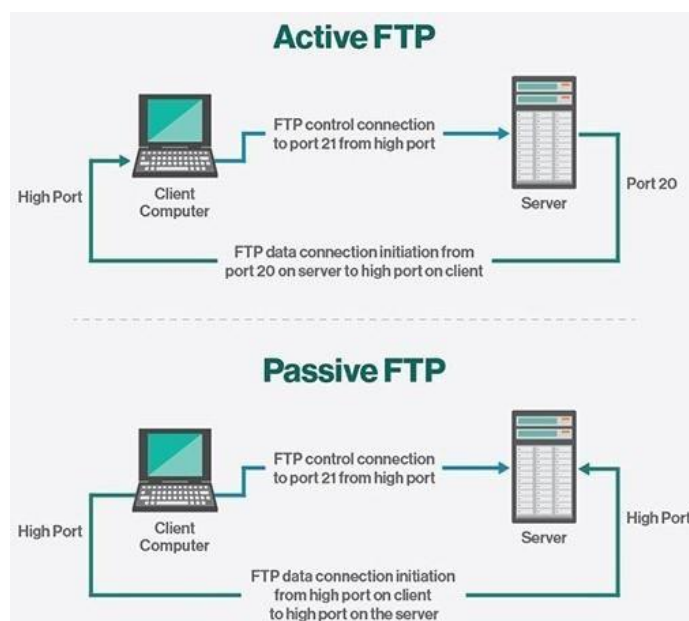 Active FTP
FTP control connection
to port 21 from high port
High Port
Client
Computer
Server
Port 20
FTP data connection initiation from
port 20 on server to high port on client
Passive FTP
FTP control connection
to port 21 from high port
High Port
Client
Computer
Server
High Port
FTP data connection initiation
from high port on client
to high port on the server